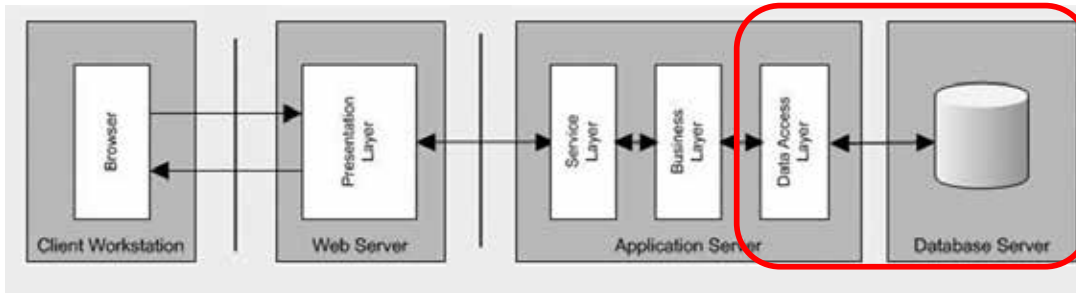 Browser
Client Workstation
Presentation
Layer
Web Server
Service
Layer
Business
Layer
Data Access
Layer
Application Server
Database Server